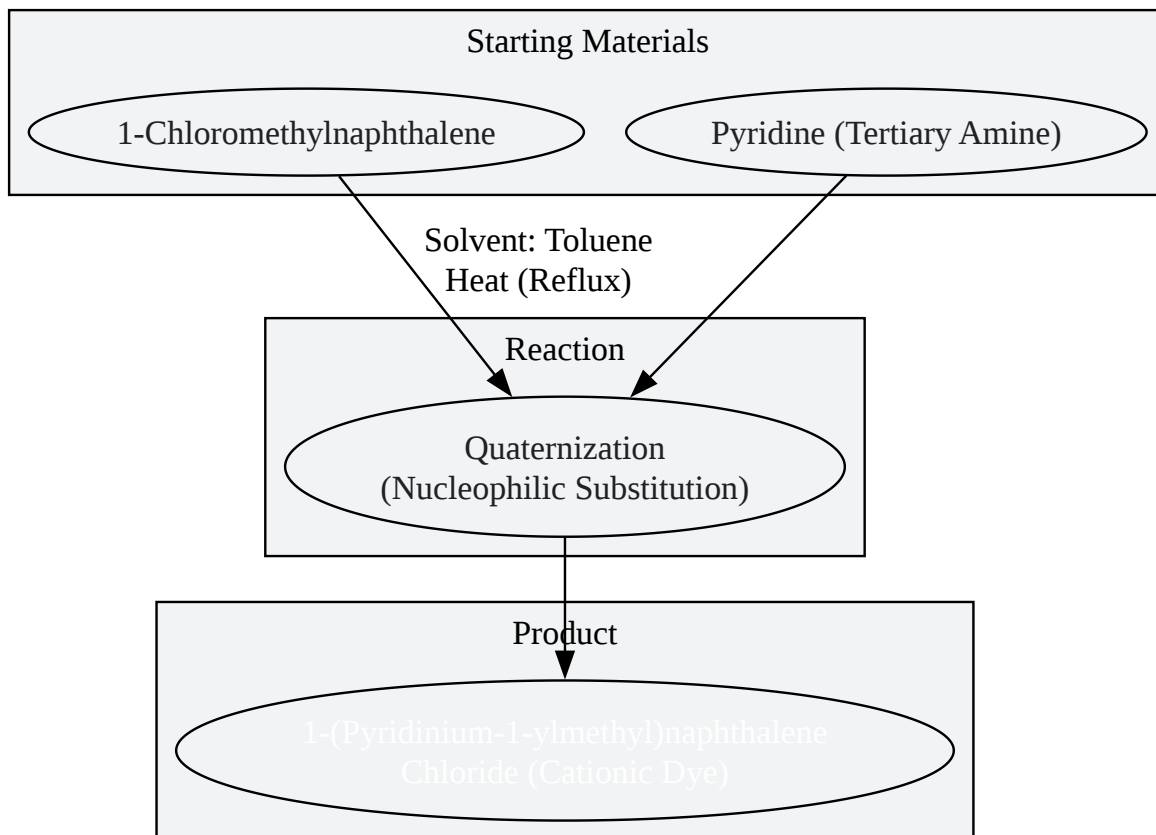 Starting Materials
1-Chloromethylnaphthalene
Pyridine (Tertiary Amine)
Solvent: Toluene
Heat (Reflux)
Reaction
Quaternization
(Nucleophilic Substitution)
Product
1-(Pyridinium-1-ylmethyl)naphthalene
Chloride (Cationic Dye)